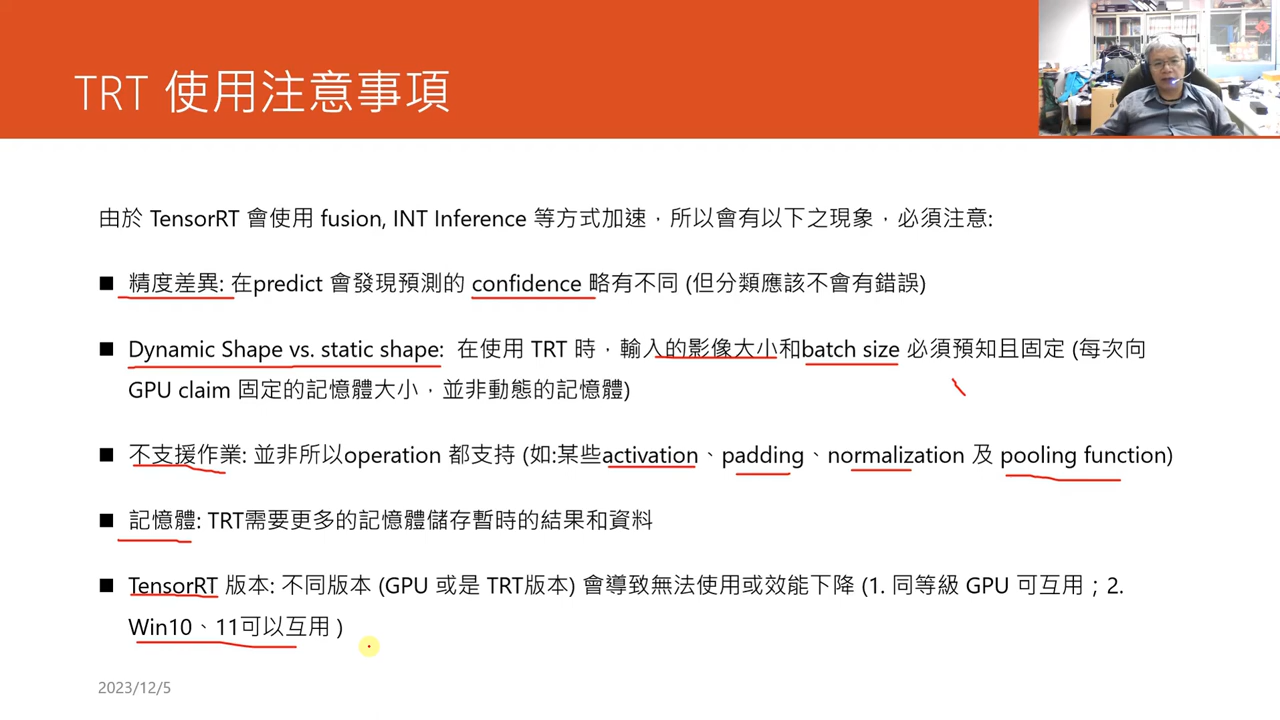 TRT 使用注意事項
由於 TensorRT 會使用 fusion, INT Inference 等方式加速，所以會有以下之現象，必須注意:
■ 精度差異: 在predict 會發現預測的 confidence 略有不同 (但分類應該不會有錯誤)
■ Dynamic Shape vs. static shape: 在使用 TRT 時，輸入的影像大小和batch size 必須預知且固定 (每次向
GPU claim 固定的記憶體大小，並非動態的記憶體)
■ 不支援作業: 並非所以operation 都支持 (如:某些activation、padding、normalization 及 pooling function)
■ 記憶體: TRT需要更多的記憶體儲存暫時的結果和資料
■ TensorRT 版本: 不同版本 (GPU 或是 TRT版本) 會導致無法使用或效能下降 (1. 同等級 GPU 可互用；2.
Win10、11可以互用 )
2023/12/5